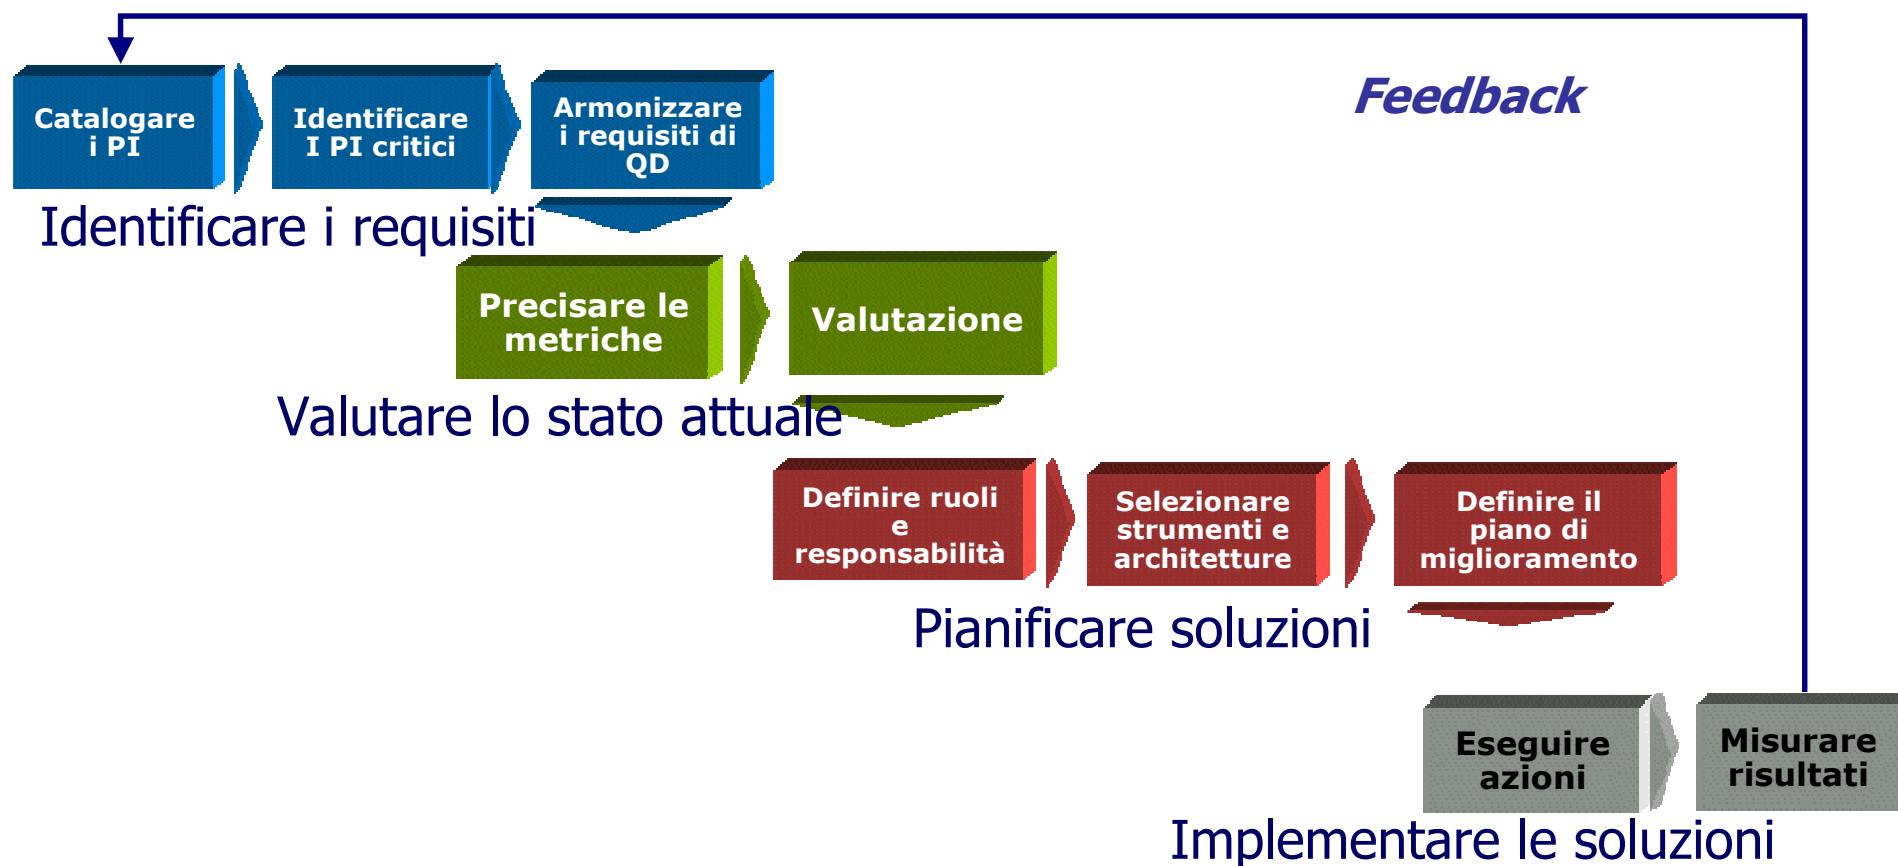 Feedback
Catalogare
i PI
Identificare
I PI critici
Armonizzare
i requisiti di
QD
Identificare i requisiti
Precisare le
metriche
Valutazione
Valutare lo stato attuale
Definire ruoli
e
responsabilità
Selezionare
strumenti e
architetture
Definire il
piano di
miglioramento
Pianificare soluzioni
Eseguire
azioni
Misurare
risultati
Implementare le soluzioni